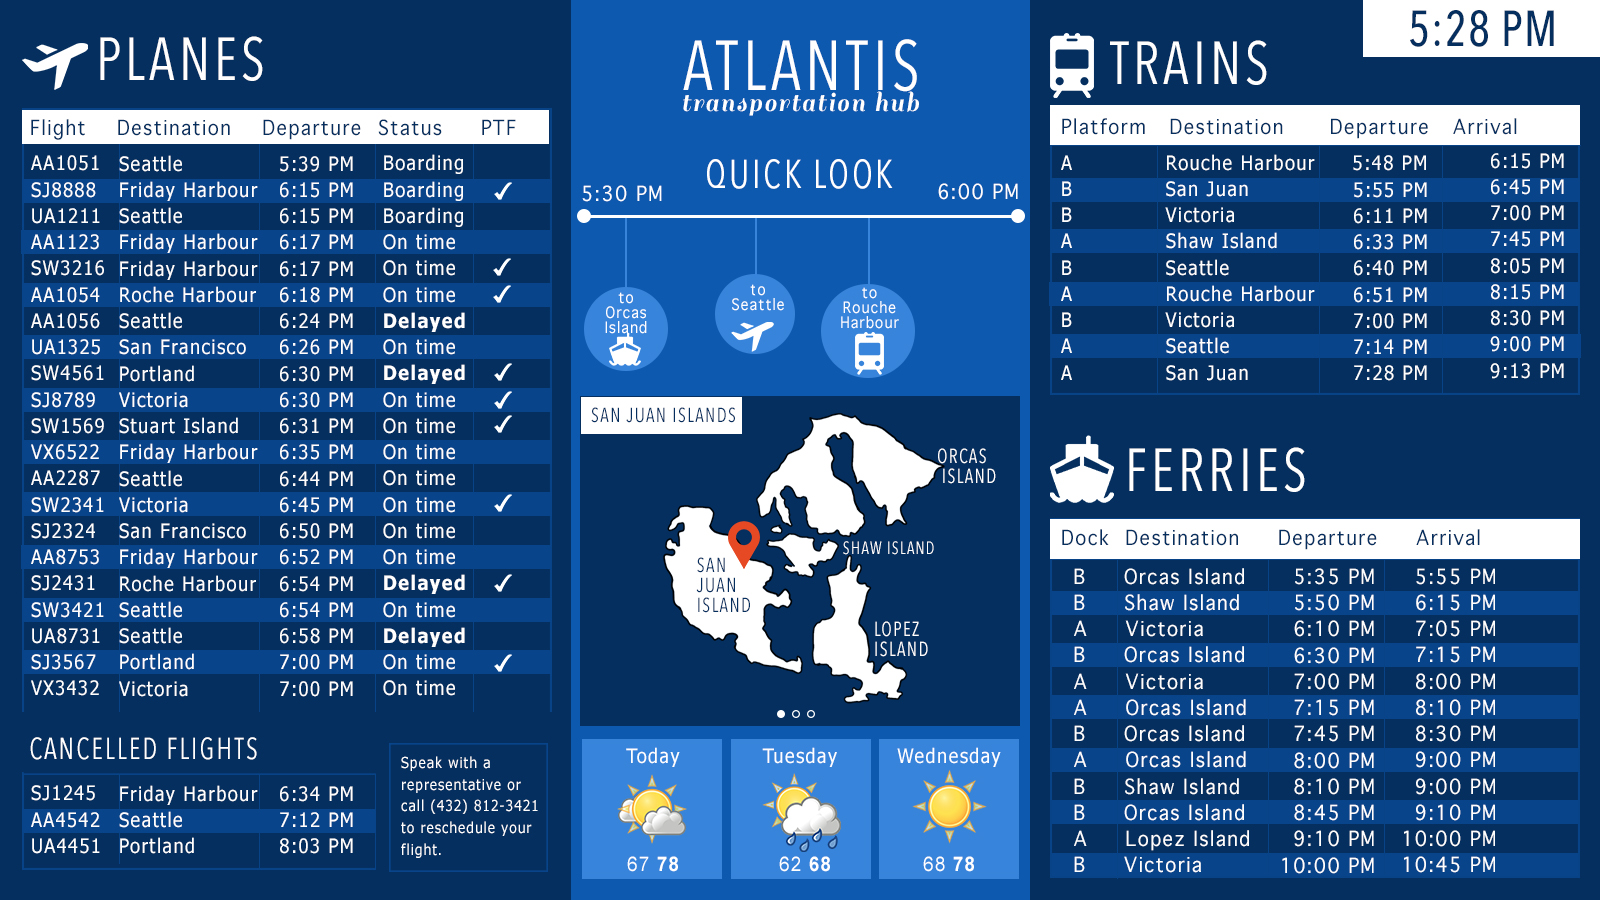 PLANES
Flight Destination Departure Status PTF
AA1051 Seattle 5:39 PM Boarding
SJ8888 Friday Harbour 6:15 PM Boarding ✓
UA1211 Seattle 6:15 PM Boarding
AA1123 Friday Harbour 6:17 PM On time
SW3216 Friday Harbour 6:17 PM On time ✓
AA1054 Roche Harbour 6:18 PM On time ✓
AA1056 Seattle 6:24 PM Delayed
UA1325 San Francisco 6:26 PM On time
SW4561 Portland 6:30 PM Delayed ✓
SJ8789 Victoria 6:30 PM On time ✓
SW1569 Stuart Island 6:31 PM On time ✓
VX6522 Friday Harbour 6:35 PM On time
AA2287 Seattle 6:44 PM On time
SW2341 Victoria 6:45 PM On time ✓
SJ2324 San Francisco 6:50 PM On time
AA8753 Friday Harbour 6:52 PM On time
SJ2431 Roche Harbour 6:54 PM Delayed ✓
SW3421 Seattle 6:54 PM On time
UA8731 Seattle 6:58 PM Delayed
SJ3567 Portland 7:00 PM On time ✓
VX3432 Victoria 7:00 PM On time
CANCELLED FLIGHTS
SJ1245 Friday Harbour 6:34 PM
AA4542 Seattle 7:12 PM
UA4451 Portland 8:03 PM
Speak with a
representative or
call (432) 812-3421
to reschedule your
flight.
ATLANTIS
transportation hub
QUICK LOOK
5:30 PM 6:00 PM
to
Orcas
Island
to
Seattle
to
Rouche
Harbour
SAN JUAN ISLANDS
ORCAS
ISLAND
SHAW ISLAND
SAN
JUAN
ISLAND
LOPEZ
ISLAND
Today
67 78
Tuesday
62 68
Wednesday
68 78
5:28 PM
TRAINS
Platform Destination Departure Arrival
A Rouche Harbour 5:48 PM 6:15 PM
B San Juan 5:55 PM 6:45 PM
B Victoria 6:11 PM 7:00 PM
A Shaw Island 6:33 PM 7:45 PM
B Seattle 6:40 PM 8:05 PM
A Rouche Harbour 6:51 PM 8:15 PM
B Victoria 7:00 PM 8:30 PM
A Seattle 7:14 PM 9:00 PM
A San Juan 7:28 PM 9:13 PM
FERRIES
Dock Destination Departure Arrival
B Orcas Island 5:35 PM 5:55 PM
B Shaw Island 5:50 PM 6:15 PM
A Victoria 6:10 PM 7:05 PM
B Orcas Island 6:30 PM 7:15 PM
A Victoria 7:00 PM 8:00 PM
A Orcas Island 7:15 PM 8:10 PM
B Orcas Island 7:45 PM 8:30 PM
A Orcas Island 8:00 PM 9:00 PM
B Shaw Island 8:10 PM 9:00 PM
B Orcas Island 8:45 PM 9:10 PM
A Lopez Island 9:10 PM 10:00 PM
B Victoria 10:00 PM 10:45 PM